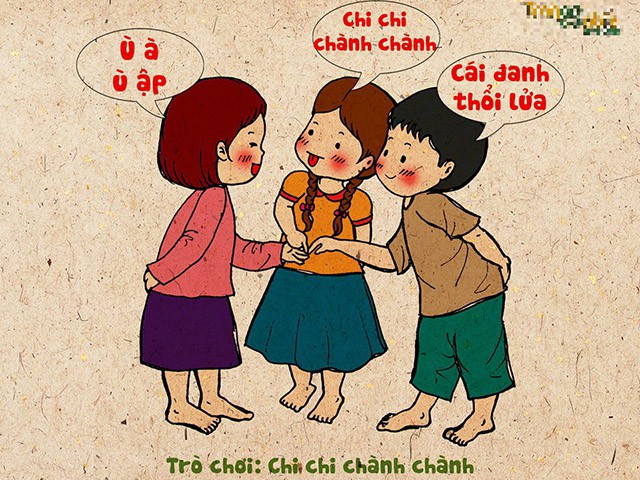 Ù à
Ù ập
Chi chi
chành chành
Cái đanh
thổi lửa
Trò chơi: Chi chi chành chành